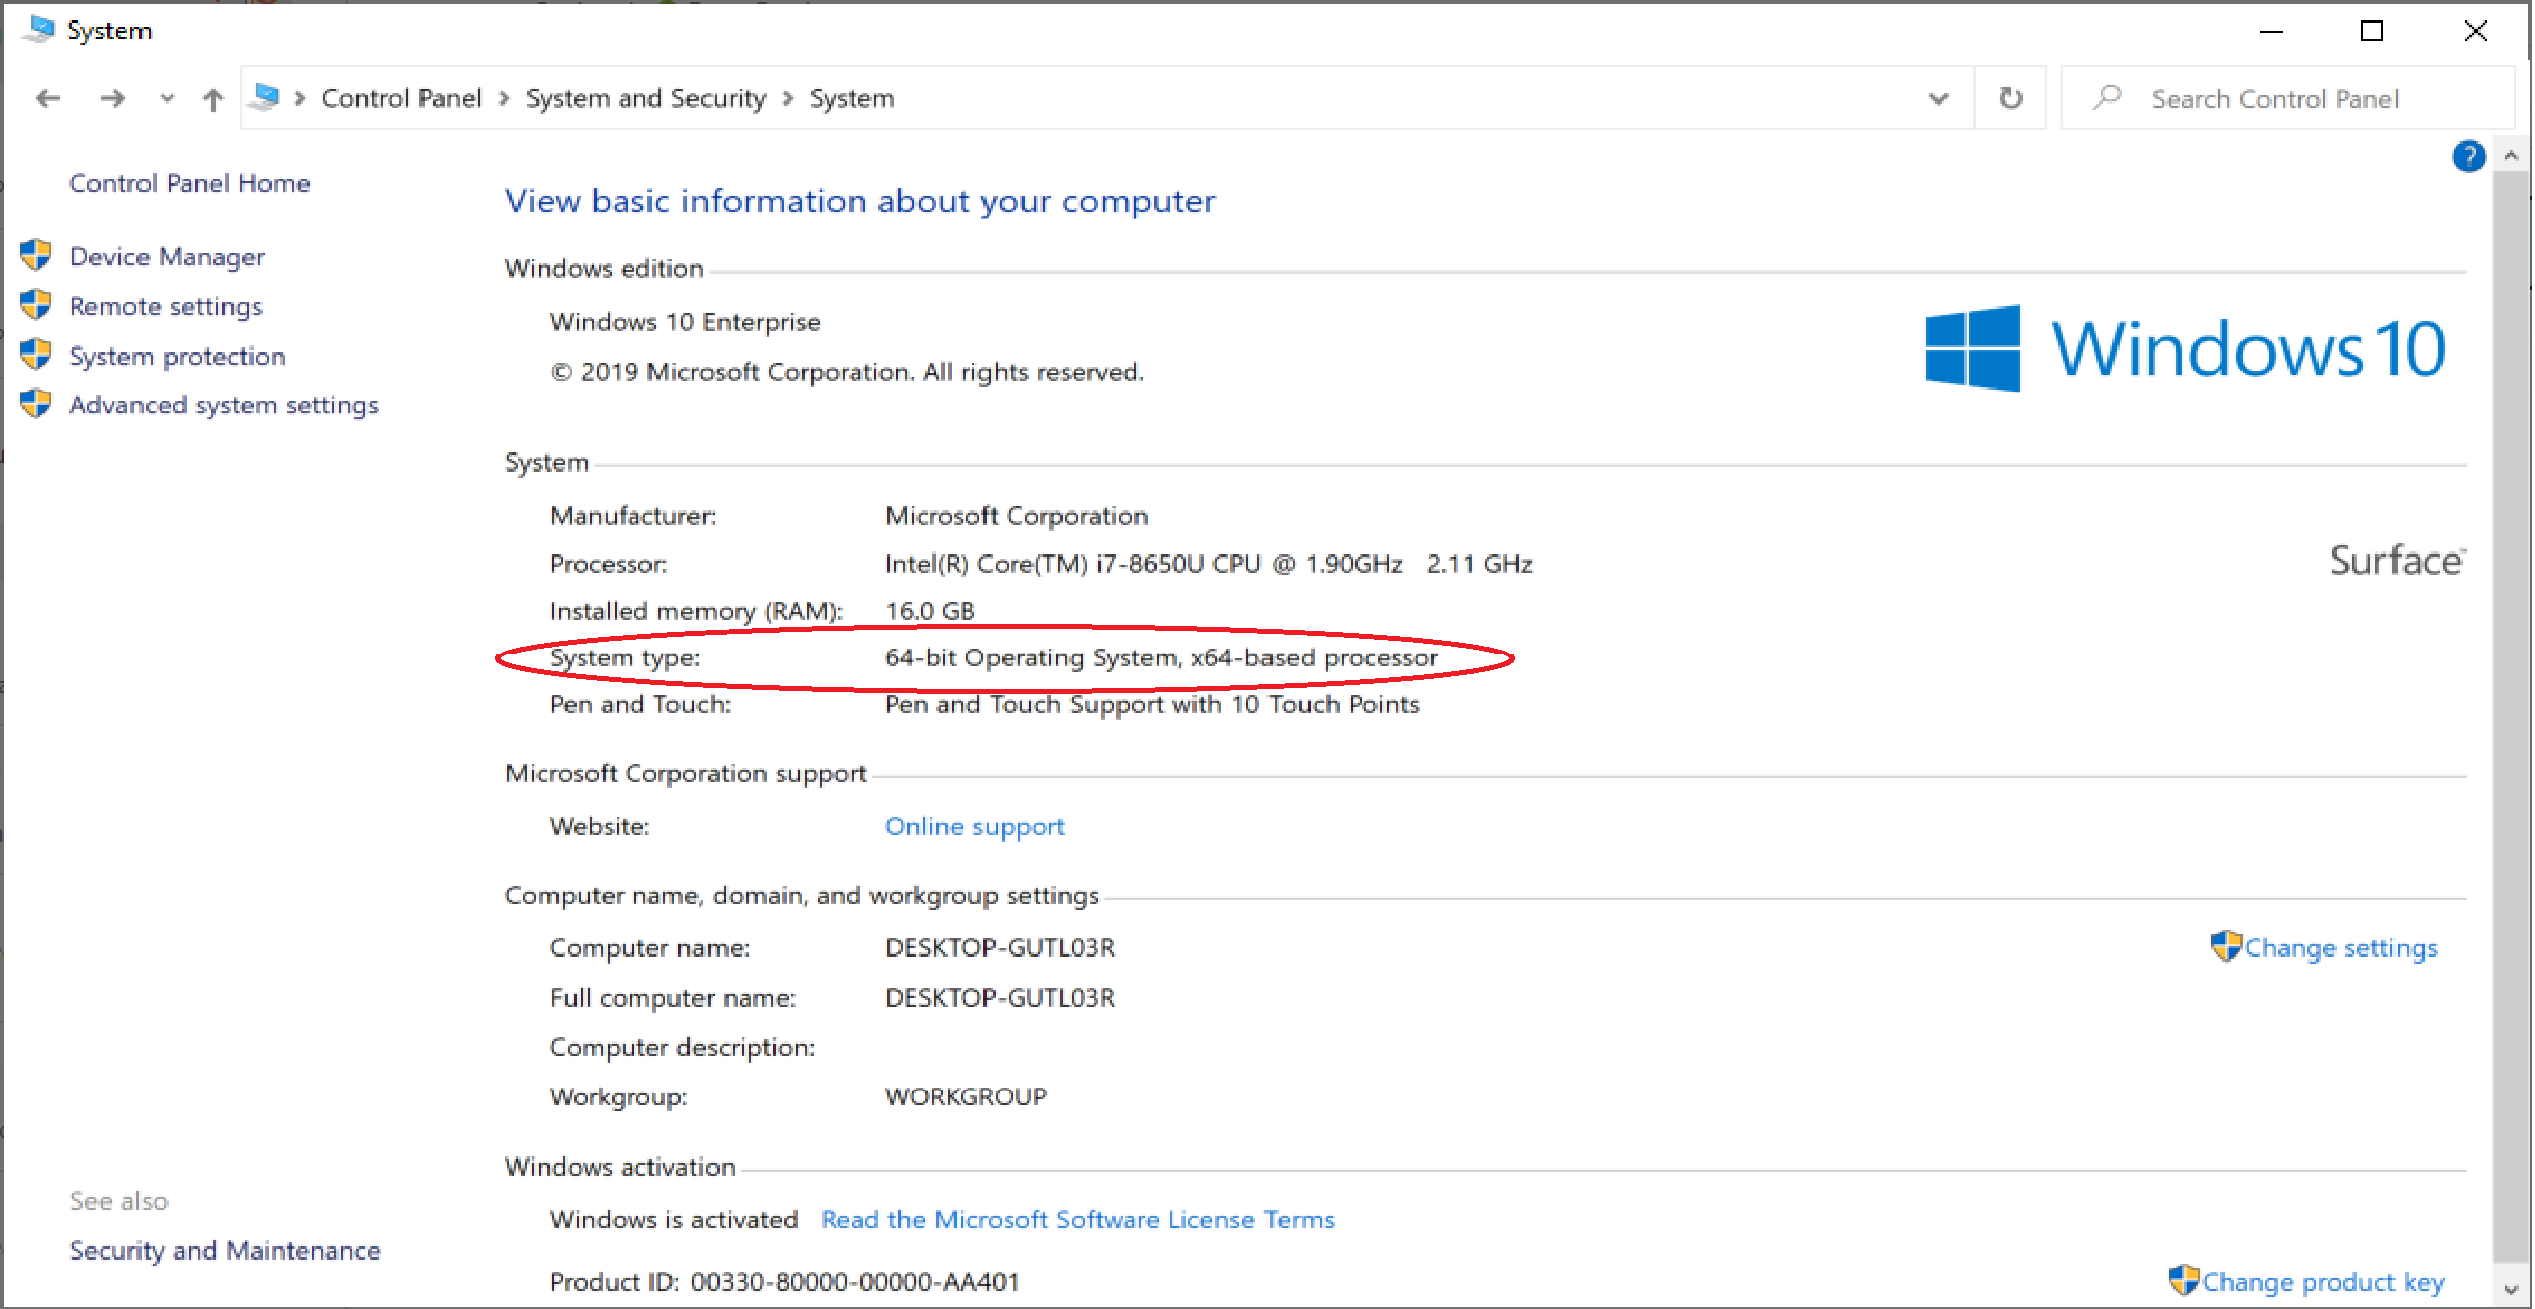 System
Control Panel > System and Security > System
Search Control Panel
?
Control Panel Home
Device Manager
Remote settings
System protection
Advanced system settings
View basic information about your computer
Windows edition
Windows 10 Enterprise
© 2019 Microsoft Corporation. All rights reserved.
Windows 10
System
Manufacturer: Microsoft Corporation
Processor: Intel(R) Core(TM) i7-8650U CPU @ 1.90GHz 2.11 GHz
Surface™
Installed memory (RAM): 16.0 GB
System type: 64-bit Operating System, x64-based processor
Pen and Touch: Pen and Touch Support with 10 Touch Points
Microsoft Corporation support
Website: Online support
Computer name, domain, and workgroup settings
Computer name: DESKTOP-GUTL03R
Change settings
Full computer name: DESKTOP-GUTL03R
Computer description:
Workgroup: WORKGROUP
Windows activation
Windows is activated Read the Microsoft Software License Terms
Product ID: 00330-80000-00000-AA401
Change product key
See also
Security and Maintenance